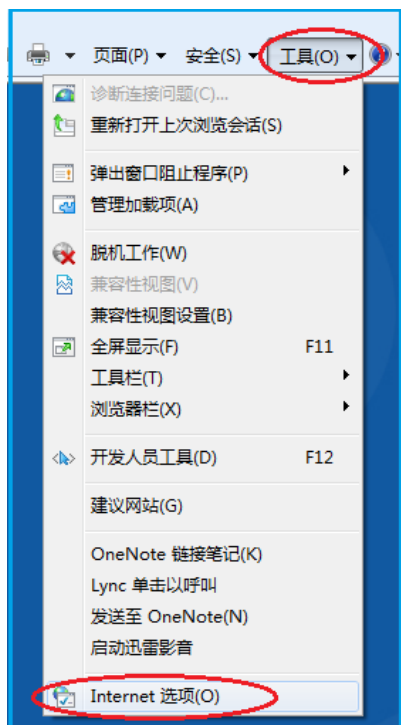 页面(P) 安全(S) 工具(O)
诊断连接问题(C)...
重新打开上次浏览会话(S)
弹出窗口阻止程序(P)
管理加载项(A)
脱机工作(W)
兼容性视图(V)
兼容性视图设置(B)
全屏显示(F) F11
工具栏(T)
浏览器栏(X)
开发人员工具(D) F12
建议网站(G)
OneNote 链接笔记(K)
Lync 单击以呼叫
发送至 OneNote(N)
启动迅雷影音
Internet 选项(O)